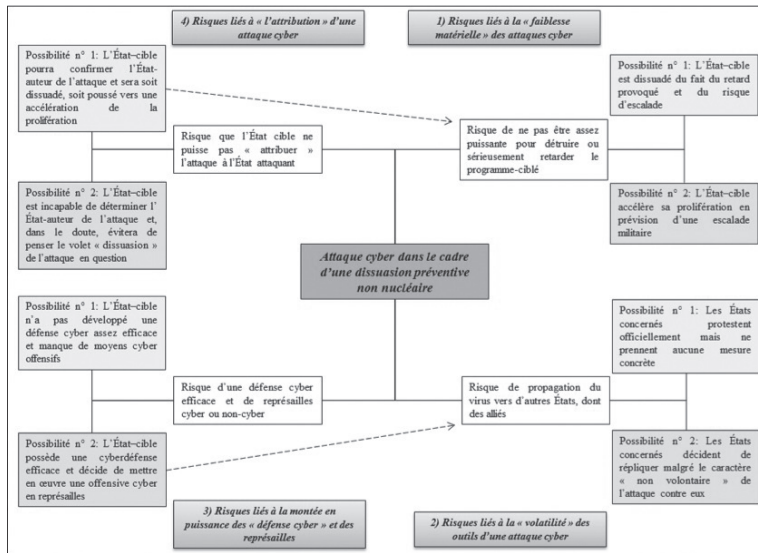 4) Risques liés à « l'attribution » d'une
attaque cyber
1) Risques liés à la « faiblesse
matérielle » des attaques cyber
Possibilité n° 1: L'État-cible
pourra confirmer l'État-
auteur de l'attaque et sera soit
dissuadé, soit poussé vers une
accélération de la
prolifération
Risque que l'État cible ne
puisse pas « attribuer »
l'attaque à l'État attaquant
Possibilité n° 2: L'État–cible
est incapable de déterminer l'
État-auteur de l'attaque et,
dans le doute, évitera de
penser le volet « dissuasion »
de l'attaque en question
Possibilité n° 1: L'État–cible
est dissuadé du fait du retard
provoqué et du risque
d'escalade
Risque de ne pas être assez
puissante pour détruire ou
sérieusement retarder le
programme-ciblé
Possibilité n° 2: L'État–cible
accélère sa prolifération en
prévision d'une escalade
militaire
Attaque cyber dans le cadre
d'une dissuasion préventive
non nucléaire
Possibilité n° 1: L'État-cible
n'a pas développé une
défense cyber assez efficace
et manque de moyens cyber
offensifs
Risque d'une défense cyber
efficace et de représailles
cyber ou non-cyber
Possibilité n° 2: L'État-cible
possède une cyberdéfense
efficace et décide de mettre
en œuvre une offensive cyber
en représailles
Possibilité n° 1: Les États
concernés protestent
officiellement mais ne
prennent aucune mesure
concrète
Risque de propagation du
virus vers d'autres États, dont
des alliés
Possibilité n° 2: Les États
concernés décident de
répliquer malgré le caractère
« non volontaire » de
l'attaque contre eux
3) Risques liés à la montée en
puissance des « défense cyber » et des
représailles
2) Risques liés à la « volatilité » des
outils d'une attaque cyber